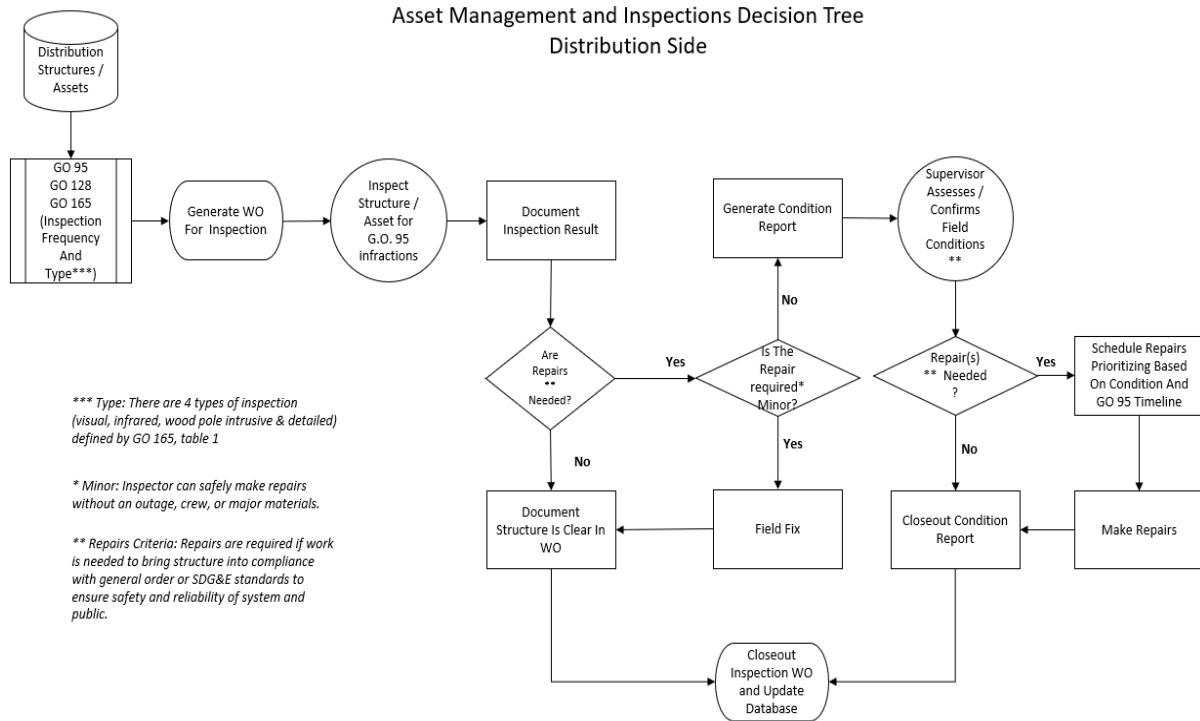 Asset Management and Inspections Decision Tree
Distribution Side
Distribution
Structures /
Assets
GO 95
GO 128
GO 165
(Inspection
Frequency
And
Type***)
Generate WO
For Inspection
Inspect
Structure /
Asset for
G.O. 95
infractions
Document
Inspection Result
Generate Condition
Report
Supervisor
Assesses /
Confirms
Field
Conditions
**
No
Are
Repairs
**
Needed?
Yes
Is The
Repair
required*
Minor?
Repair(s)
** Needed
?
Yes
Schedule Repairs
Prioritizing Based
On Condition And
GO 95 Timeline
No
Yes
No
Document
Structure Is Clear In
WO
Field Fix
Closeout Condition
Report
Make Repairs
*** Type: There are 4 types of inspection
(visual, infrared, wood pole intrusive & detailed)
defined by GO 165, table 1
* Minor: Inspector can safely make repairs
without an outage, crew, or major materials.
** Repairs Criteria: Repairs are required if work
is needed to bring structure into compliance
with general order or SDG&E standards to
ensure safety and reliability of system and
public.
Closeout
Inspection WO
and Update
Database